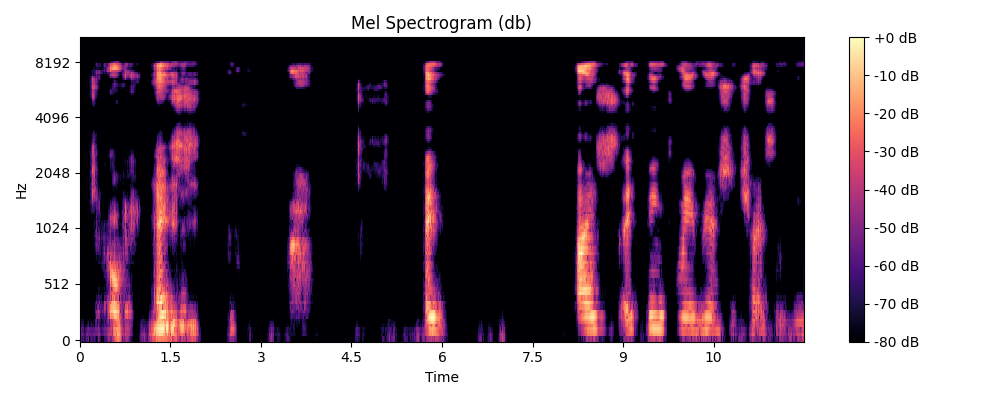 Mel Spectrogram (db)
8192
4096
2048
1024
512
0
Hz
0 1.5 3 4.5 6 7.5 9 10
Time
+0 dB
-10 dB
-20 dB
-30 dB
-40 dB
-50 dB
-60 dB
-70 dB
-80 dB